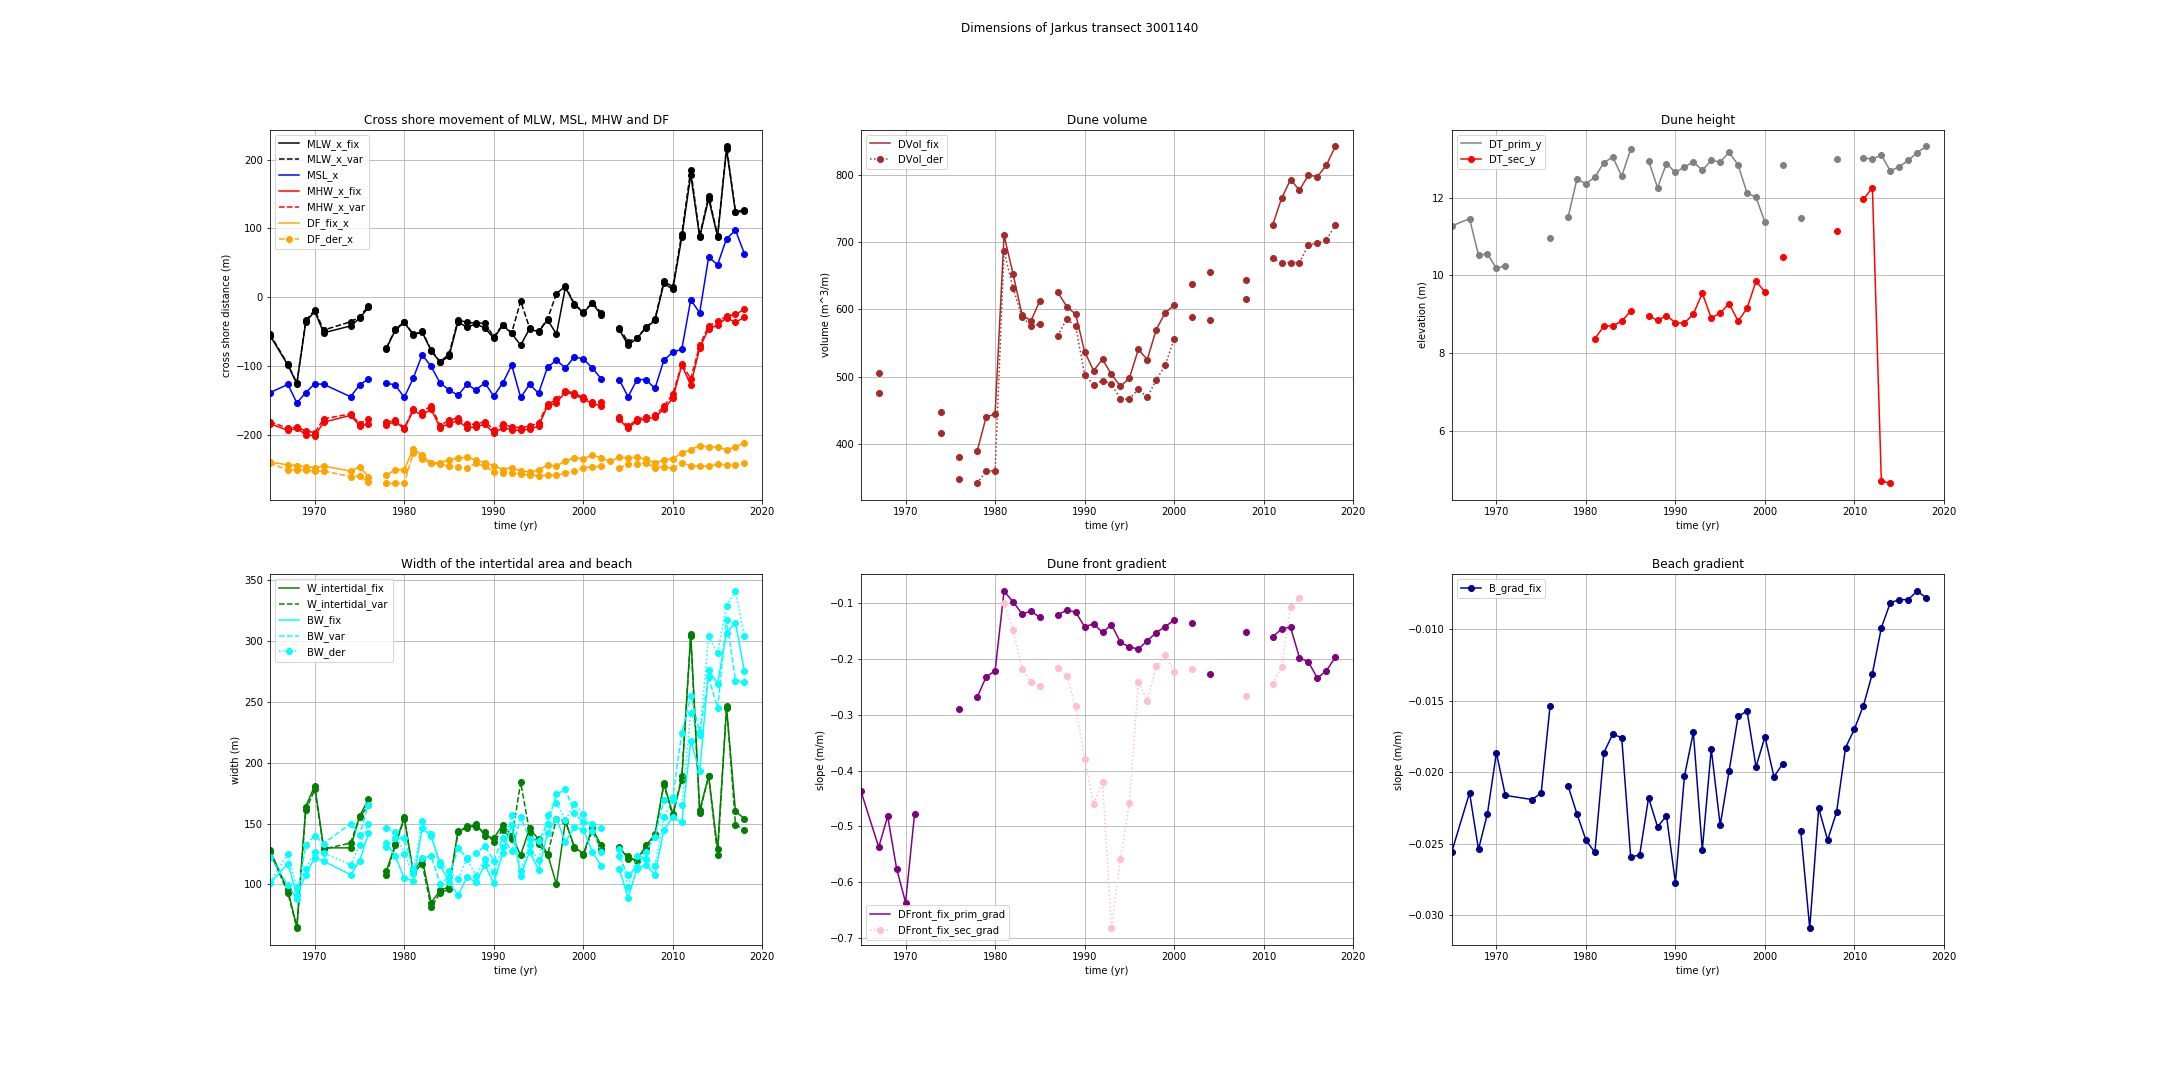 Dimensions of Jarkus transect 3001140
Cross shore movement of MLW, MSL, MHW and DF
cross shore distance (m)
200
100
0
−100
−200
MLW_x_fix
MLW_x_var
MSL_x
MHW_x_fix
MHW_x_var
DF_fix_x
DF_der_x
1970 1980 1990 2000 2010 2020
time (yr)
Dune volume
volume (m^3/m)
800
700
600
500
400
DVol_fix
DVol_der
1970 1980 1990 2000 2010 2020
time (yr)
Dune height
elevation (m)
12
10
8
6
DT_prim_y
DT_sec_y
1970 1980 1990 2000 2010 2020
time (yr)
Width of the intertidal area and beach
width (m)
350
300
250
200
150
100
W_intertidal_fix
W_intertidal_var
BW_fix
BW_var
BW_der
1970 1980 1990 2000 2010 2020
time (yr)
Dune front gradient
slope (m/m)
−0.1
−0.2
−0.3
−0.4
−0.5
−0.6
−0.7
DFront_fix_prim_grad
DFront_fix_sec_grad
1970 1980 1990 2000 2010 2020
time (yr)
Beach gradient
slope (m/m)
−0.010
−0.015
−0.020
−0.025
−0.030
B_grad_fix
1970 1980 1990 2000 2010 2020
time (yr)